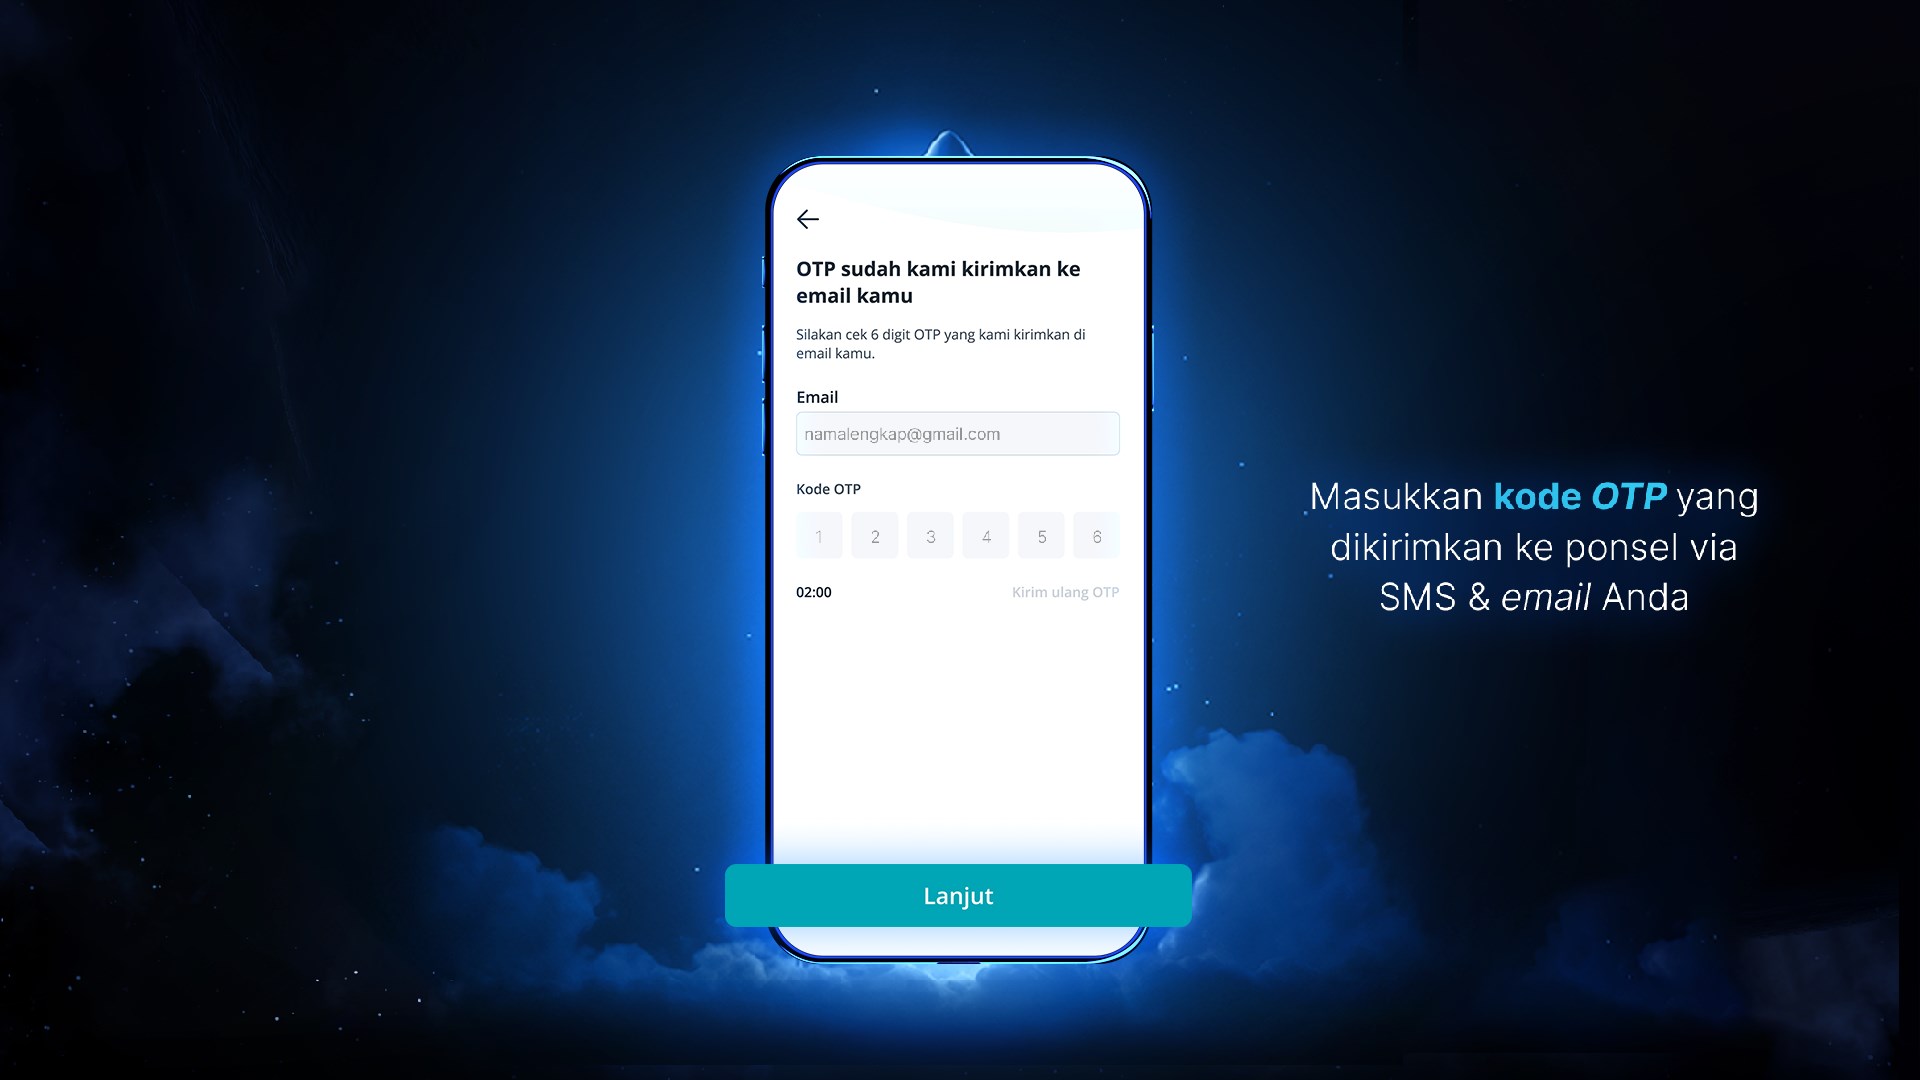 OTP sudah kami kirimkan ke
email kamu
Silakan cek 6 digit OTP yang kami kirimkan di
email kamu.
Email
namalengkap@gmail.com
Kode OTP
1 2 3 4 5 6
02:00 Kirim ulang OTP
Lanjut
Masukkan kode OTP yang
dikirimkan ke ponsel via
SMS & email Anda